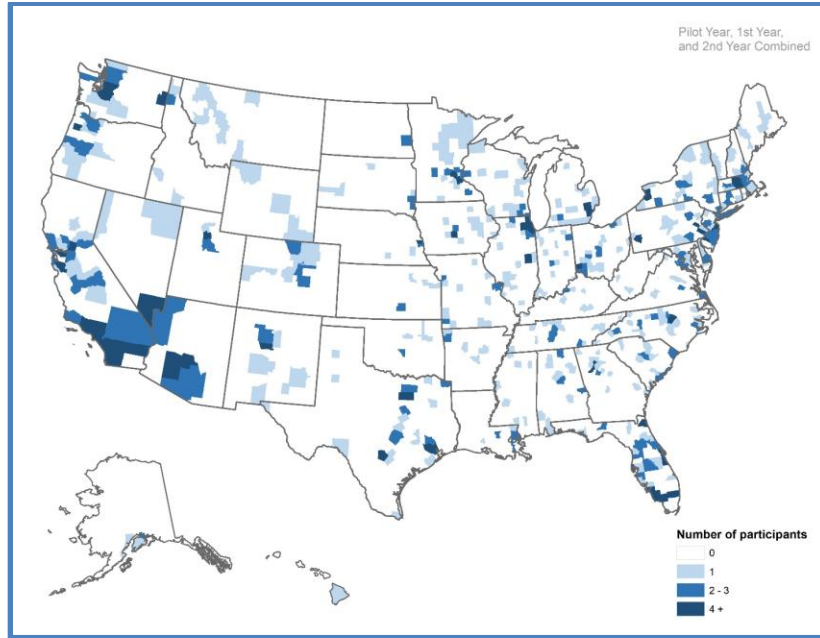 Pilot Year, 1st Year,
and 2nd Year Combined
Number of participants
0
1
2 - 3
4 +